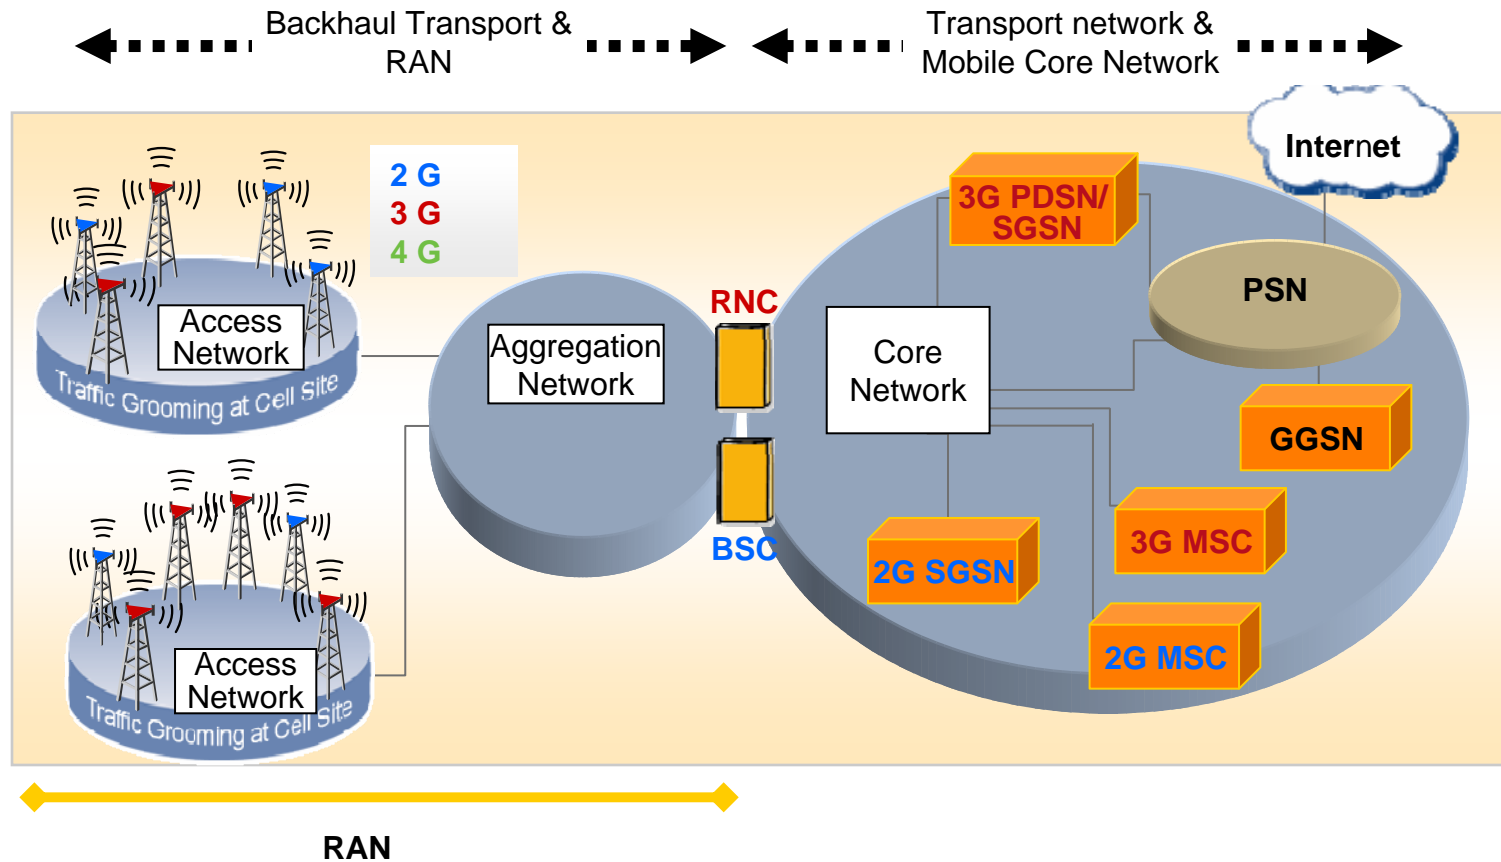 Backhaul Transport &
RAN
Transport network &
Mobile Core Network
Internet
2 G
3 G
4 G
3G PDSN/
SGSN
PSN
RNC
Access
Network
Traffic Grooming at Cell Site
Aggregation
Network
Core
Network
GGSN
3G MSC
BSC
2G SGSN
2G MSC
Access
Network
Traffic Grooming at Cell Site
RAN